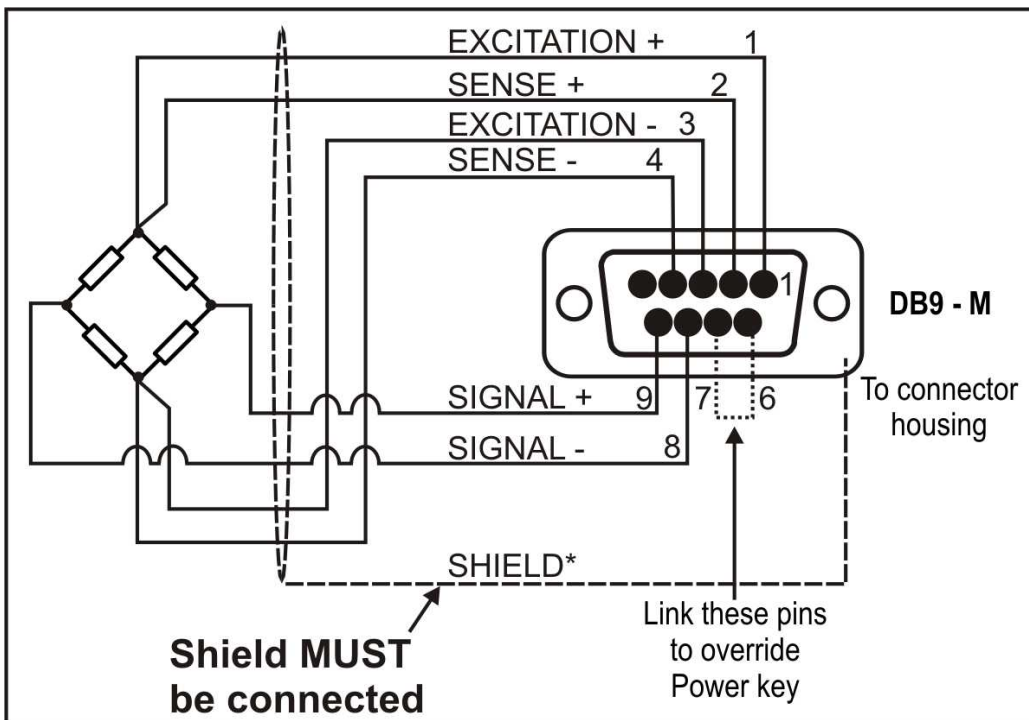 EXCITATION + 1
SENSE + 2
EXCITATION - 3
SENSE - 4
1
DB9 - M
SIGNAL + 9 7 6
To connector
housing
SIGNAL - 8
SHIELD*
Shield MUST
be connected
Link these pins
to override
Power key